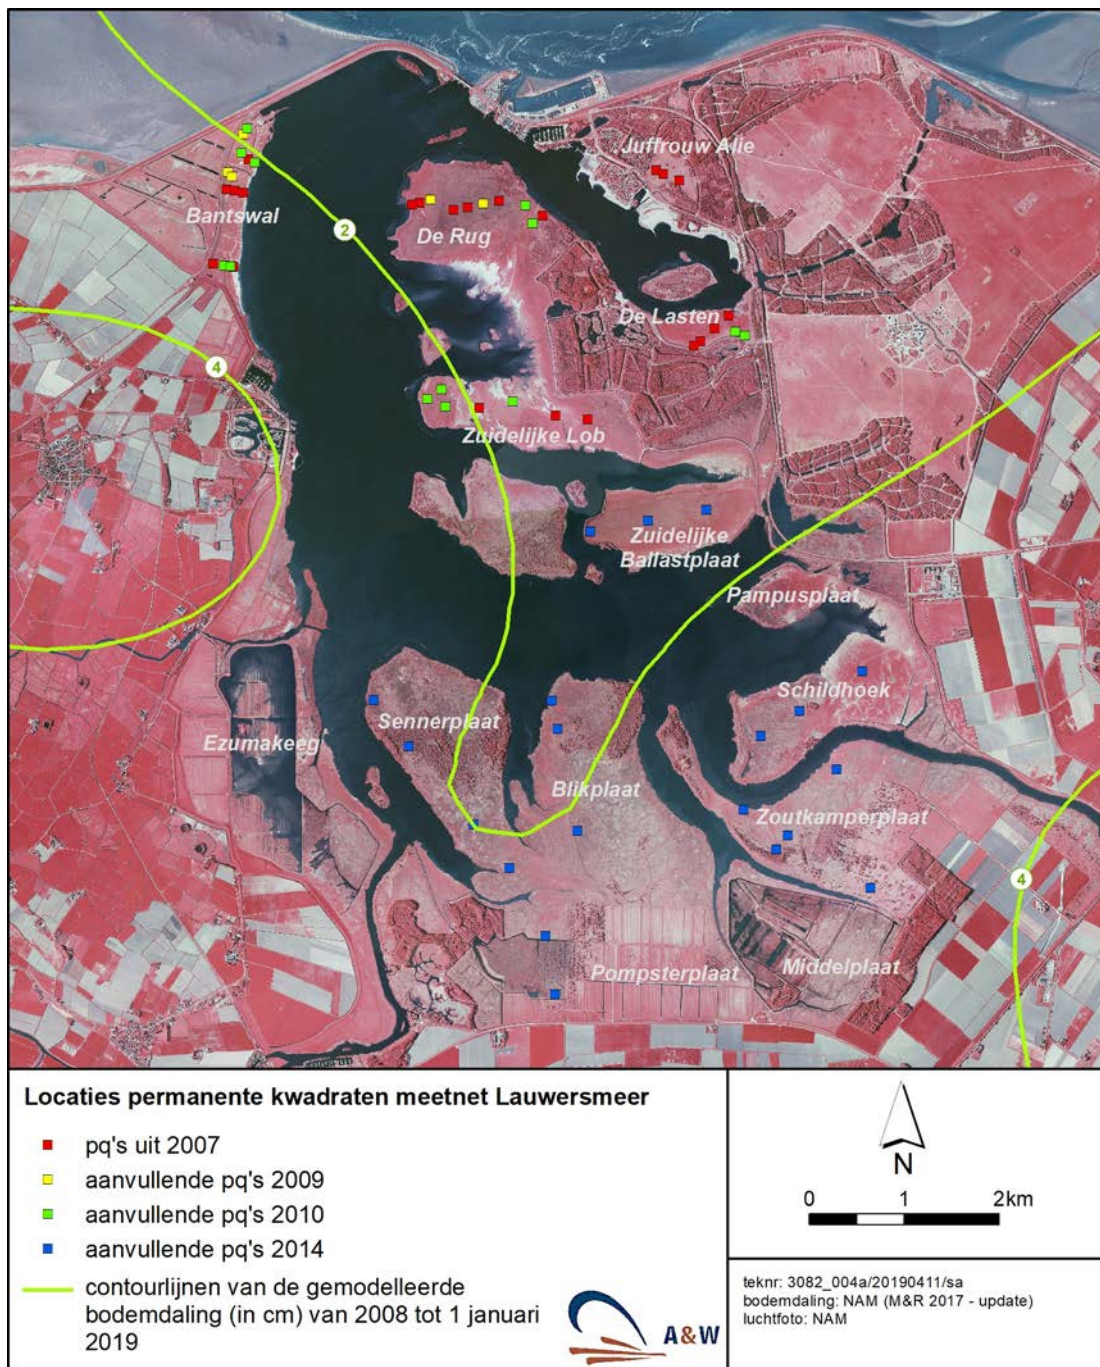 Juffrouw Alie
Bantswal
De Rug
2
De Lasten
4
Zuidelijke Lob
Zuidelijke
Ballastplaat
Pampusplaat
Schildhoek
Sennerplaat
Ezumakeeg
Blikplaat
Zoutkamperplaat
4
Pompsterplaat
Middelplaat
Locaties permanente kwadraten meetnet Lauwersmeer
pq's uit 2007
aanvullende pq's 2009
aanvullende pq's 2010
aanvullende pq's 2014
contourlijnen van de gemodelleerde
bodemdaling (in cm) van 2008 tot 1 januari
2019
A&W
N
0 1 2km
teknr: 3082_004a/20190411/sa
bodemdaling: NAM (M&R 2017 - update)
luchtfoto: NAM